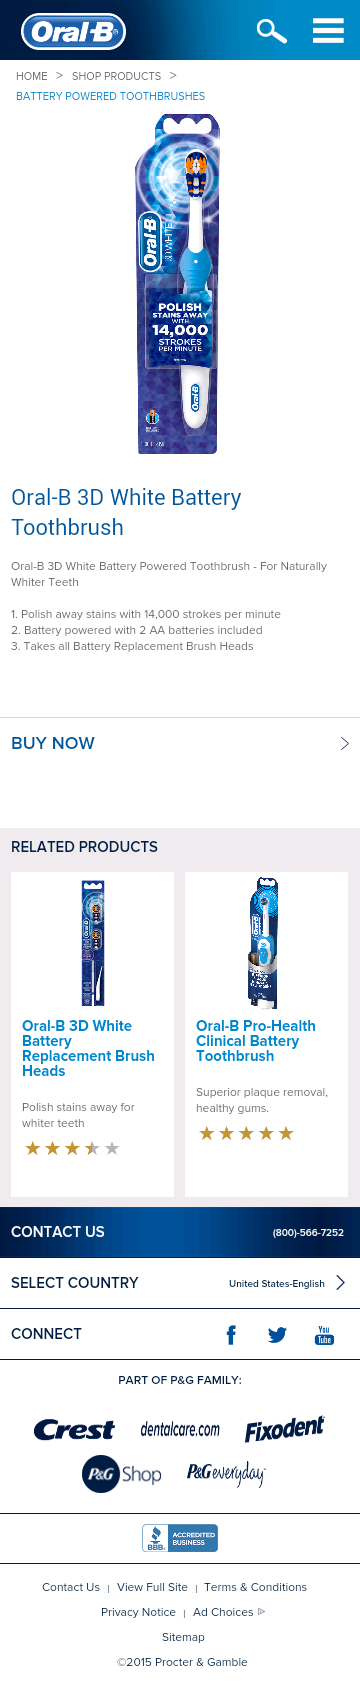 Oral-B
HOME > SHOP PRODUCTS >
BATTERY POWERED TOOTHBRUSHES
Oral-B
3D WHITE
POLISH
STAINS AWAY
WITH
14,000
STROKES
PER MINUTE
Oral-B
Oral-B 3D White Battery
Toothbrush
Oral-B 3D White Battery Powered Toothbrush - For Naturally
Whiter Teeth
1. Polish away stains with 14,000 strokes per minute
2. Battery powered with 2 AA batteries included
3. Takes all Battery Replacement Brush Heads
BUY NOW
RELATED PRODUCTS
Oral-B 3D White
Battery
Replacement Brush
Heads
Polish stains away for
whiter teeth
Oral-B Pro-Health
Clinical Battery
Toothbrush
Superior plaque removal,
healthy gums.
CONTACT US (800)-566-7252
SELECT COUNTRY United States-English
CONNECT f You Tube
PART OF P&G FAMILY:
Crest dentalcare.com Fixodent
P&G Shop P&G everyday
BBB ACCREDITED BUSINESS
Contact Us | View Full Site | Terms & Conditions
Privacy Notice | Ad Choices
Sitemap
©2015 Procter & Gamble